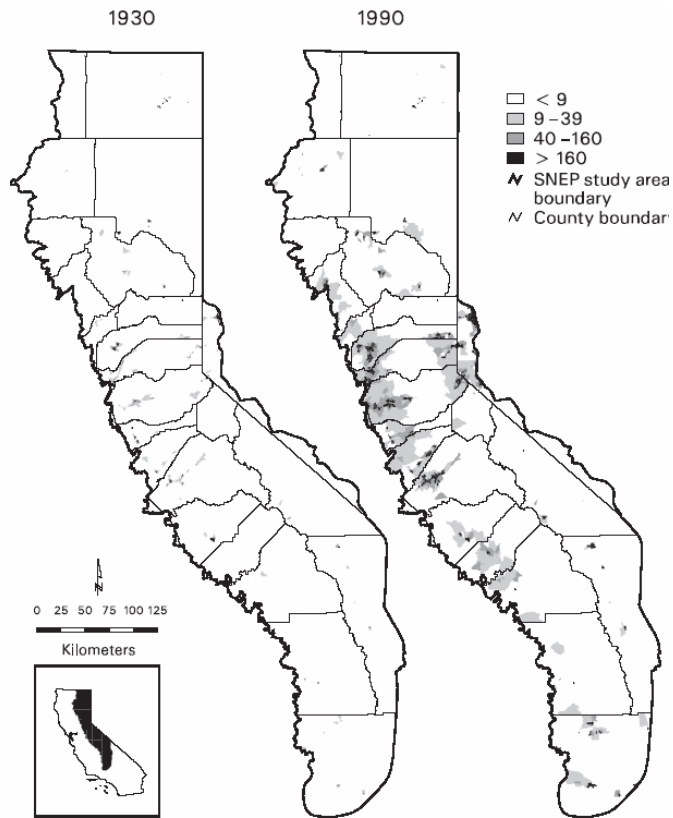 1930
1990
< 9
9 – 39
40 – 160
> 160
SNEP study area
boundary
County boundar
N
0 25 50 75 100 125
Kilometers